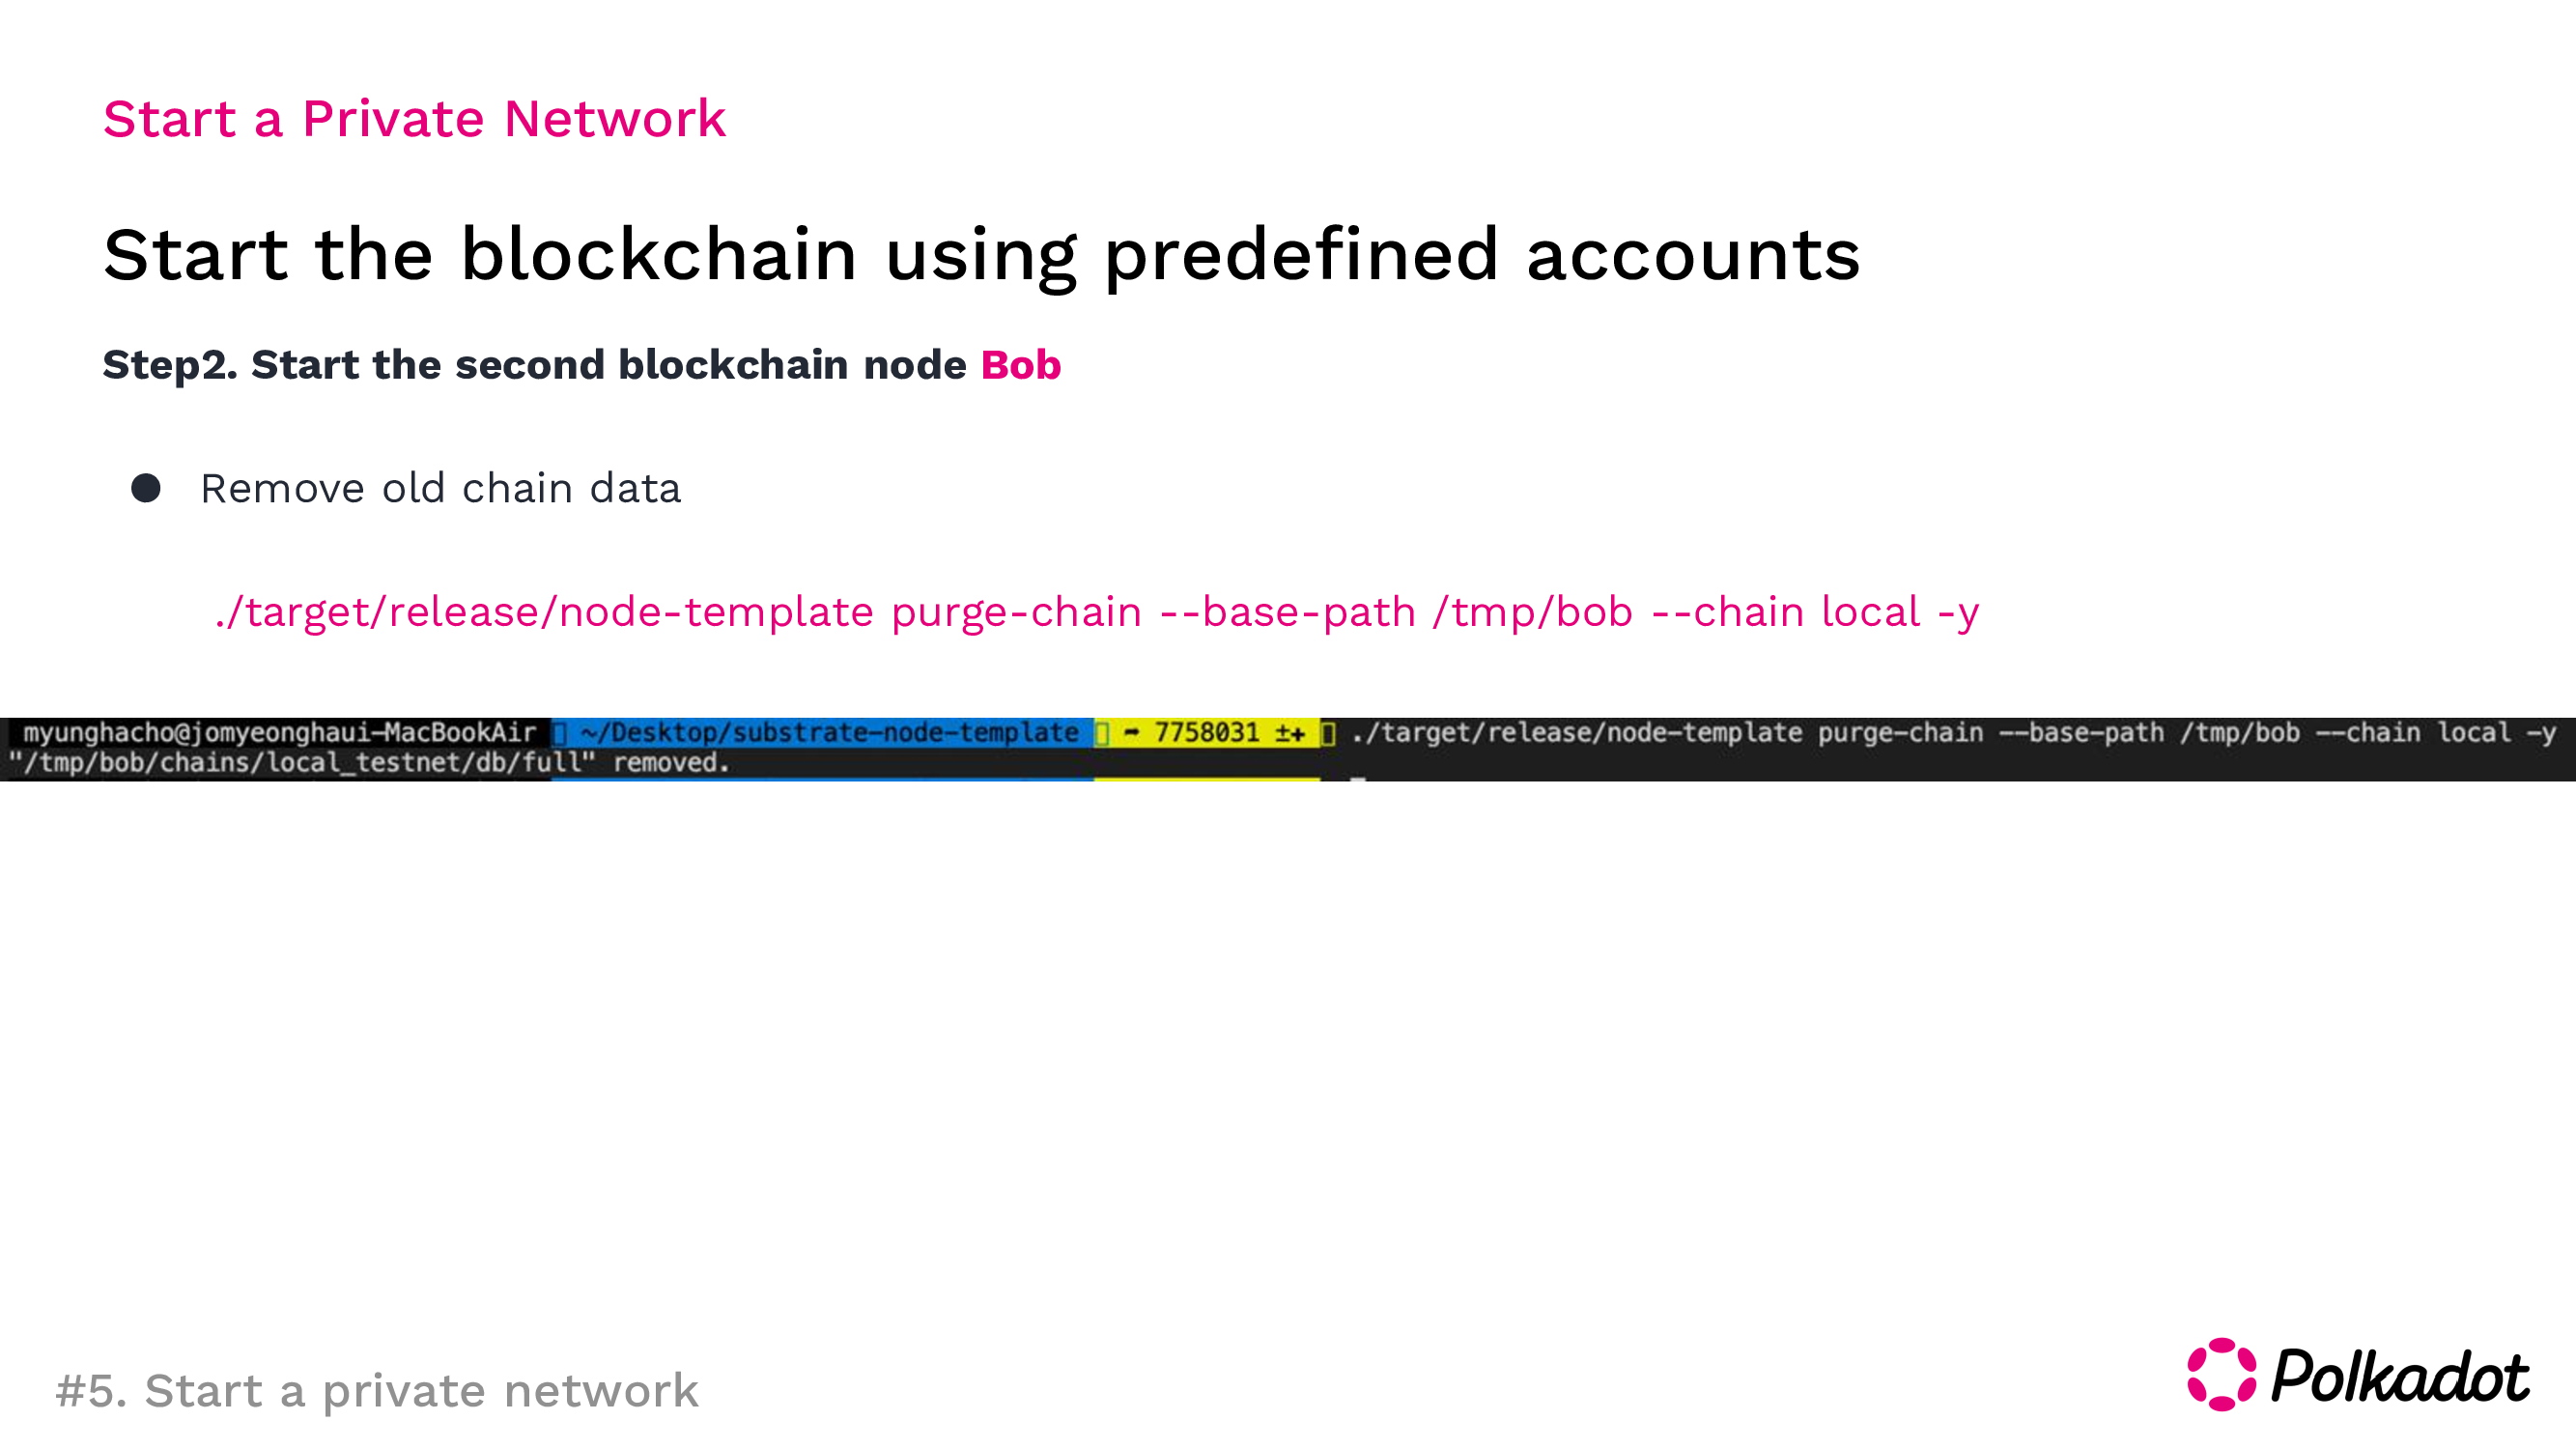 Start a Private Network
Start the blockchain using predefined accounts
Step2. Start the second blockchain node Bob
● Remove old chain data
./target/release/node-template purge-chain --base-path /tmp/bob --chain local -y
myunghacho@jomyeonghaui-MacBookAir ~/Desktop/substrate-node-template ➦ 7758031 ±✚ ./target/release/node-template purge-chain --base-path /tmp/bob --chain local -y
"/tmp/bob/chains/local_testnet/db/full" removed.
#5. Start a private network
Polkadot